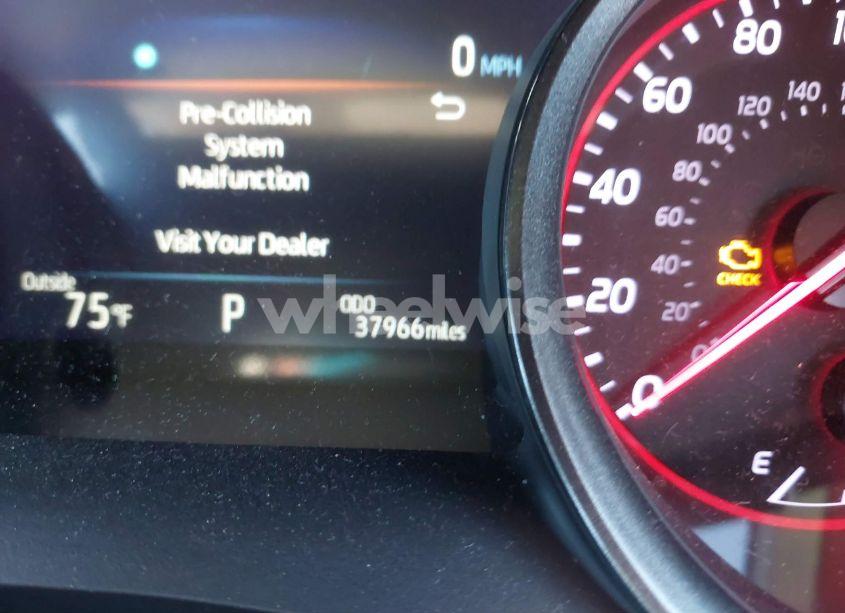 0 MPH
Pre-Collision
System
Malfunction
Visit Your Dealer
Outside
75°F
P
ODO
37966 miles
wheelwise
80
60
40
20
0
140
120
100
80
60
40
20
0
CHECK
E